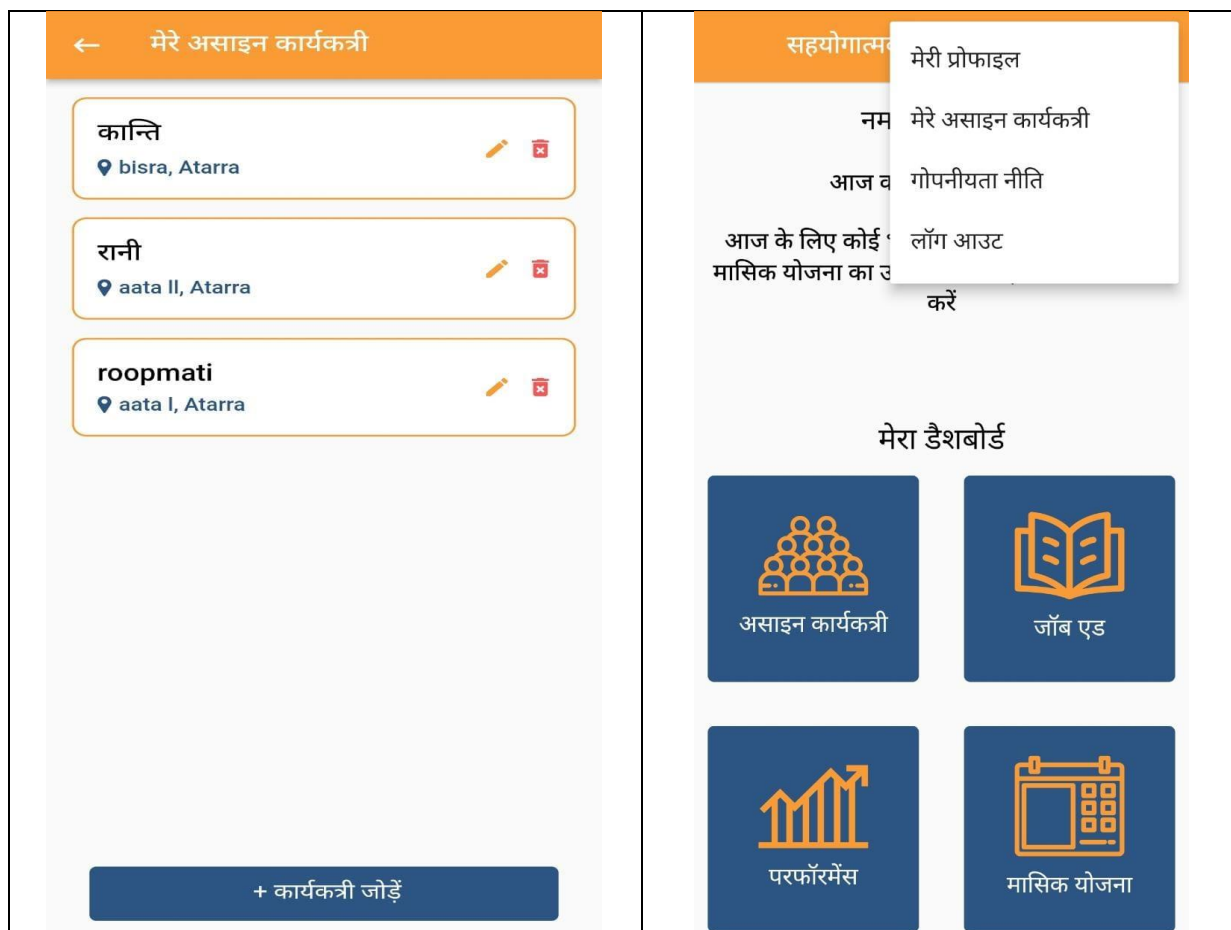 मेरे असाइन कार्यकत्री
कान्ति
bisra, Atarra
रानी
aata II, Atarra
roopmati
aata I, Atarra
+ कार्यकत्री जोड़ें
मेरी प्रोफाइल
मेरे असाइन कार्यकत्री
गोपनीयता नीति
लॉग आउट
आज के लिए कोई
मासिक योजना का
करें
मेरा डैशबोर्ड
असाइन कार्यकत्री
जॉब एड
परफॉरमेंस
मासिक योजना